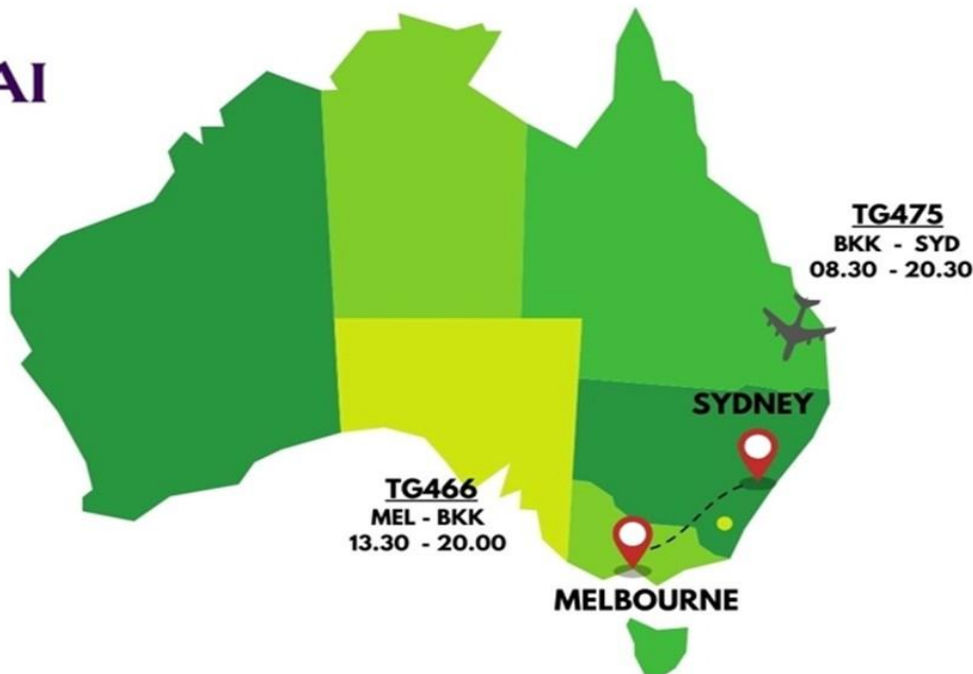 AI
TG475
BKK - SYD
08.30 - 20.30
SYDNEY
TG466
MEL - BKK
13.30 - 20.00
MELBOURNE